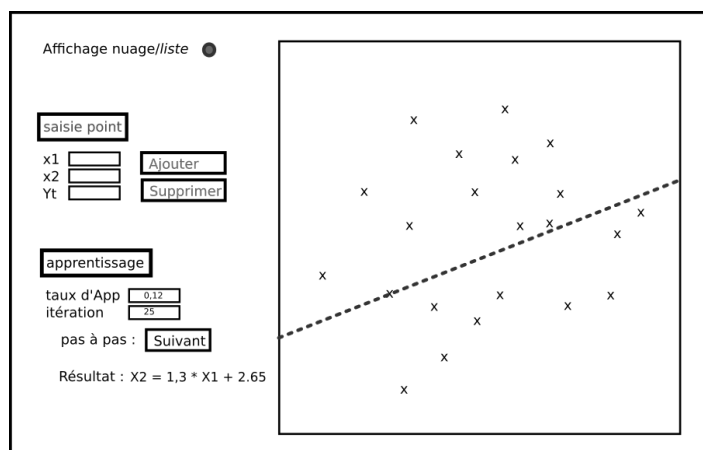 Affichage nuage/liste
saisie point
x1
x2
Yt
Ajouter
Supprimer
apprentissage
taux d'App 0,12
itération 25
pas à pas : Suivant
Résultat : X2 = 1,3 * X1 + 2.65